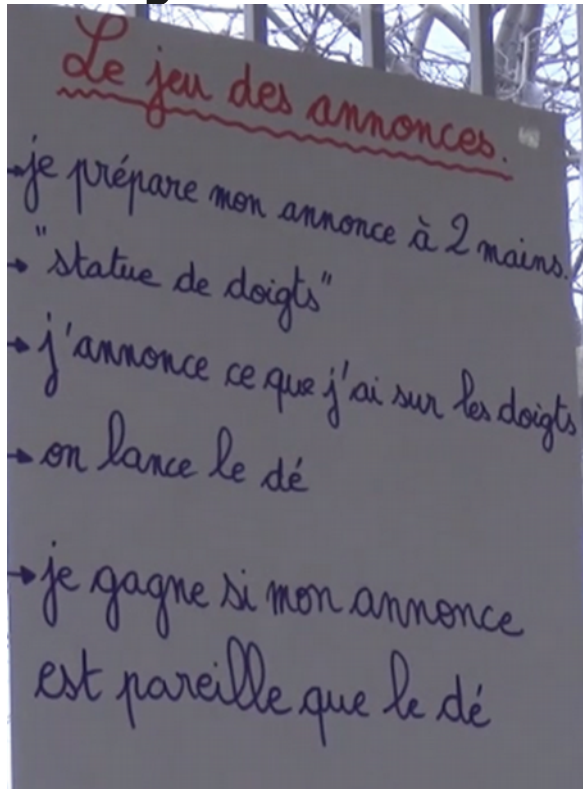 Le jeu des annonces.
→ je prépare mon annonce à 2 mains.
→ "statue de doigts"
→ j'annonce ce que j'ai sur les doigts
→ on lance le dé
→ je gagne si mon annonce
est pareille que le dé